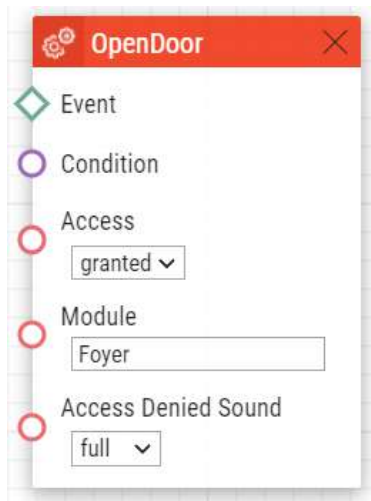 OpenDoor
Event
Condition
Access
granted
Module
Foyer
Access Denied Sound
full